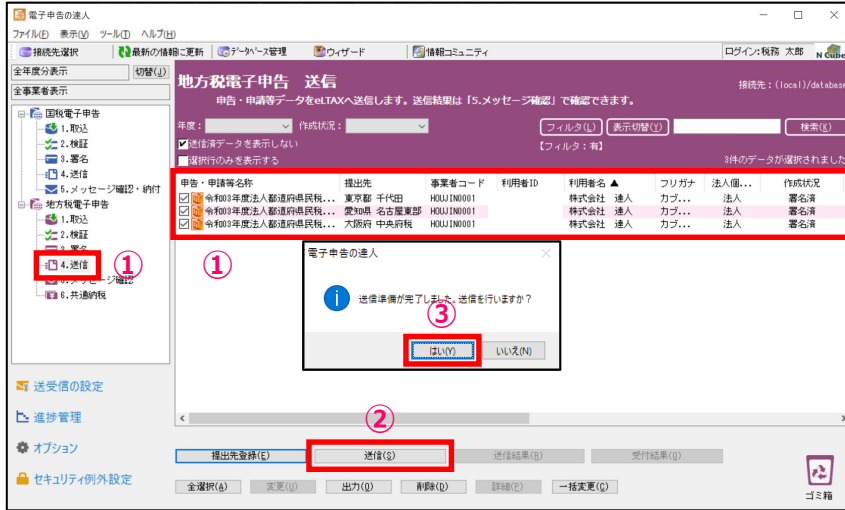 電子申告の達人
ファイル(F) 表示(V) ツール(T) ヘルプ(H)
接続先選択 最新の情報に更新 データベース管理 ウィザード 情報コミュニティ ログイン:税務 太郎 N Cube
全年度分表示 切替(J)
全事業者表示
国税電子申告
1.取込
2.検証
3.署名
4.送信
5.メッセージ確認・納付
地方税電子申告
1.取込
2.検証
3.署名
4.送信
5.メッセージ確認
6.共通納税
①
送受信の設定
進捗管理
オプション
セキュリティ例外設定
地方税電子申告 送信
接続先:(local)/database
申告・申請等データをeLTAXへ送信します。送信結果は「5.メッセージ確認」で確認できます。
年度: 作成状況: フィルタ(L) 表示切替(Y) 検索(K)
送信済データを表示しない 【フィルタ:有】
選択行のみを表示する 3件のデータが選択されました
申告・申請等名称 提出先 事業者コード 利用者ID 利用者名 ▲ フリガナ 法人個... 作成状況
令和03年度法人都道府県民税... 東京都 千代田 HOUJIN0001 株式会社 達人 カブ... 法人 署名済
令和03年度法人都道府県民税... 愛知県 名古屋東部 HOUJIN0001 株式会社 達人 カブ... 法人 署名済
令和03年度法人都道府県民税... 大阪府 中央府税 HOUJIN0001 株式会社 達人 カブ... 法人 署名済
①
電子申告の達人
送信準備が完了しました。送信を行いますか?
③
はい(Y) いいえ(N)
②
提出先登録(E) 送信(S) 送信結果(R) 受付結果(Q)
全選択(A) 変更(U) 出力(O) 削除(D) 詳細(P) 一括変更(C)
ゴミ箱